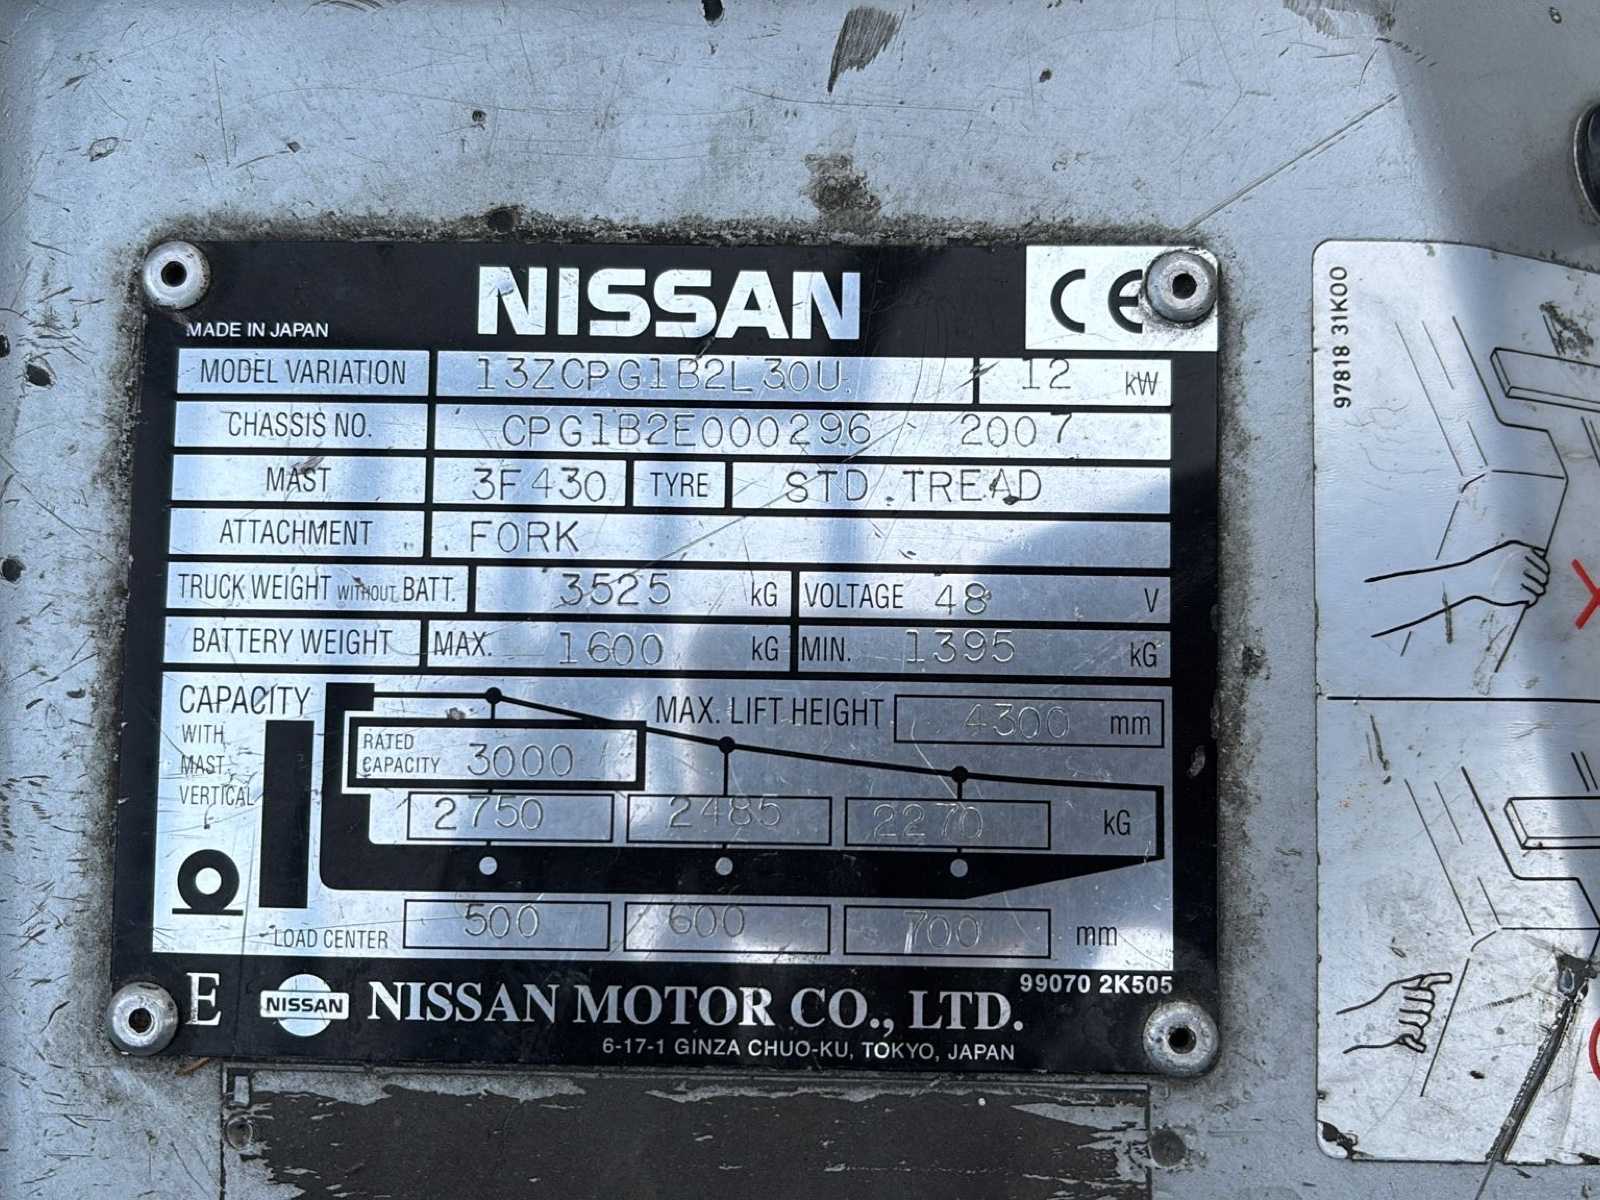 NISSAN
CE
MADE IN JAPAN
MODEL VARIATION 13ZCPG1B2L30U 12 kW
CHASSIS NO. CPG1B2E000296 2007
MAST 3F430 TYRE STD.TREAD
ATTACHMENT FORK
TRUCK WEIGHT WITHOUT BATT. 3525 kG VOLTAGE 48 V
BATTERY WEIGHT MAX. 1600 kG MIN. 1395 kG
CAPACITY
WITH
MAST
VERTICAL
MAX. LIFT HEIGHT 4300 mm
RATED
CAPACITY 3000
2750 2485 2270 kG
LOAD CENTER 500 600 700 mm
99070 2K505
E NISSAN NISSAN MOTOR CO., LTD.
6-17-1 GINZA CHUO-KU, TOKYO, JAPAN
97818 31K00